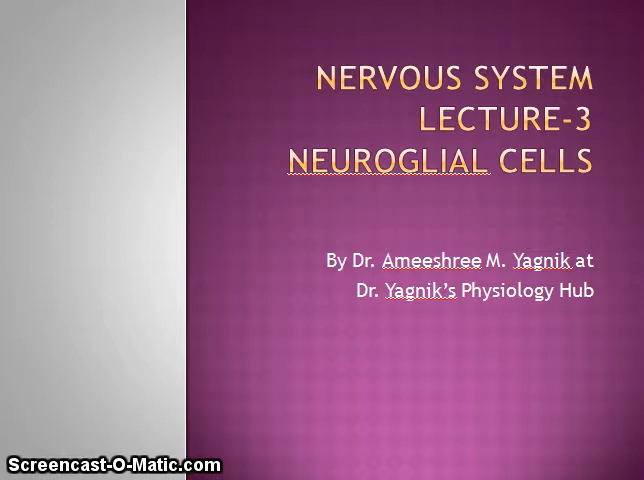 NERVOUS SYSTEM
LECTURE-3
NEUROGLIAL CELLS
By Dr. Ameeshree M. Yagnik at
Dr. Yagnik's Physiology Hub
Screencast-O-Matic.com